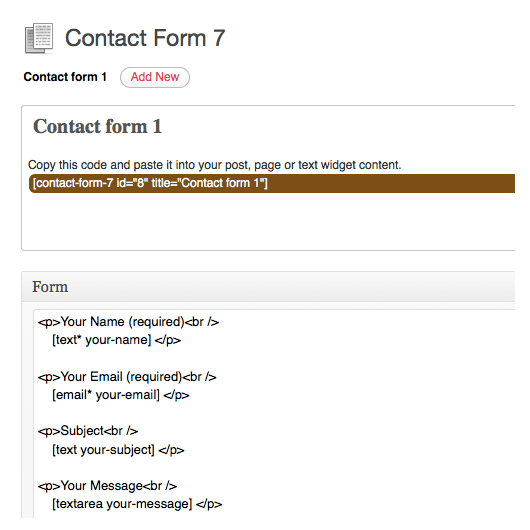 Contact Form 7
Contact form 1 Add New
Contact form 1
Copy this code and paste it into your post, page or text widget content.
[contact-form-7 id="8" title="Contact form 1"]
Form
<p>Your Name (required)<br />
[text* your-name] </p>
<p>Your Email (required)<br />
[email* your-email] </p>
<p>Subject<br />
[text your-subject] </p>
<p>Your Message<br />
[textarea your-message] </p>